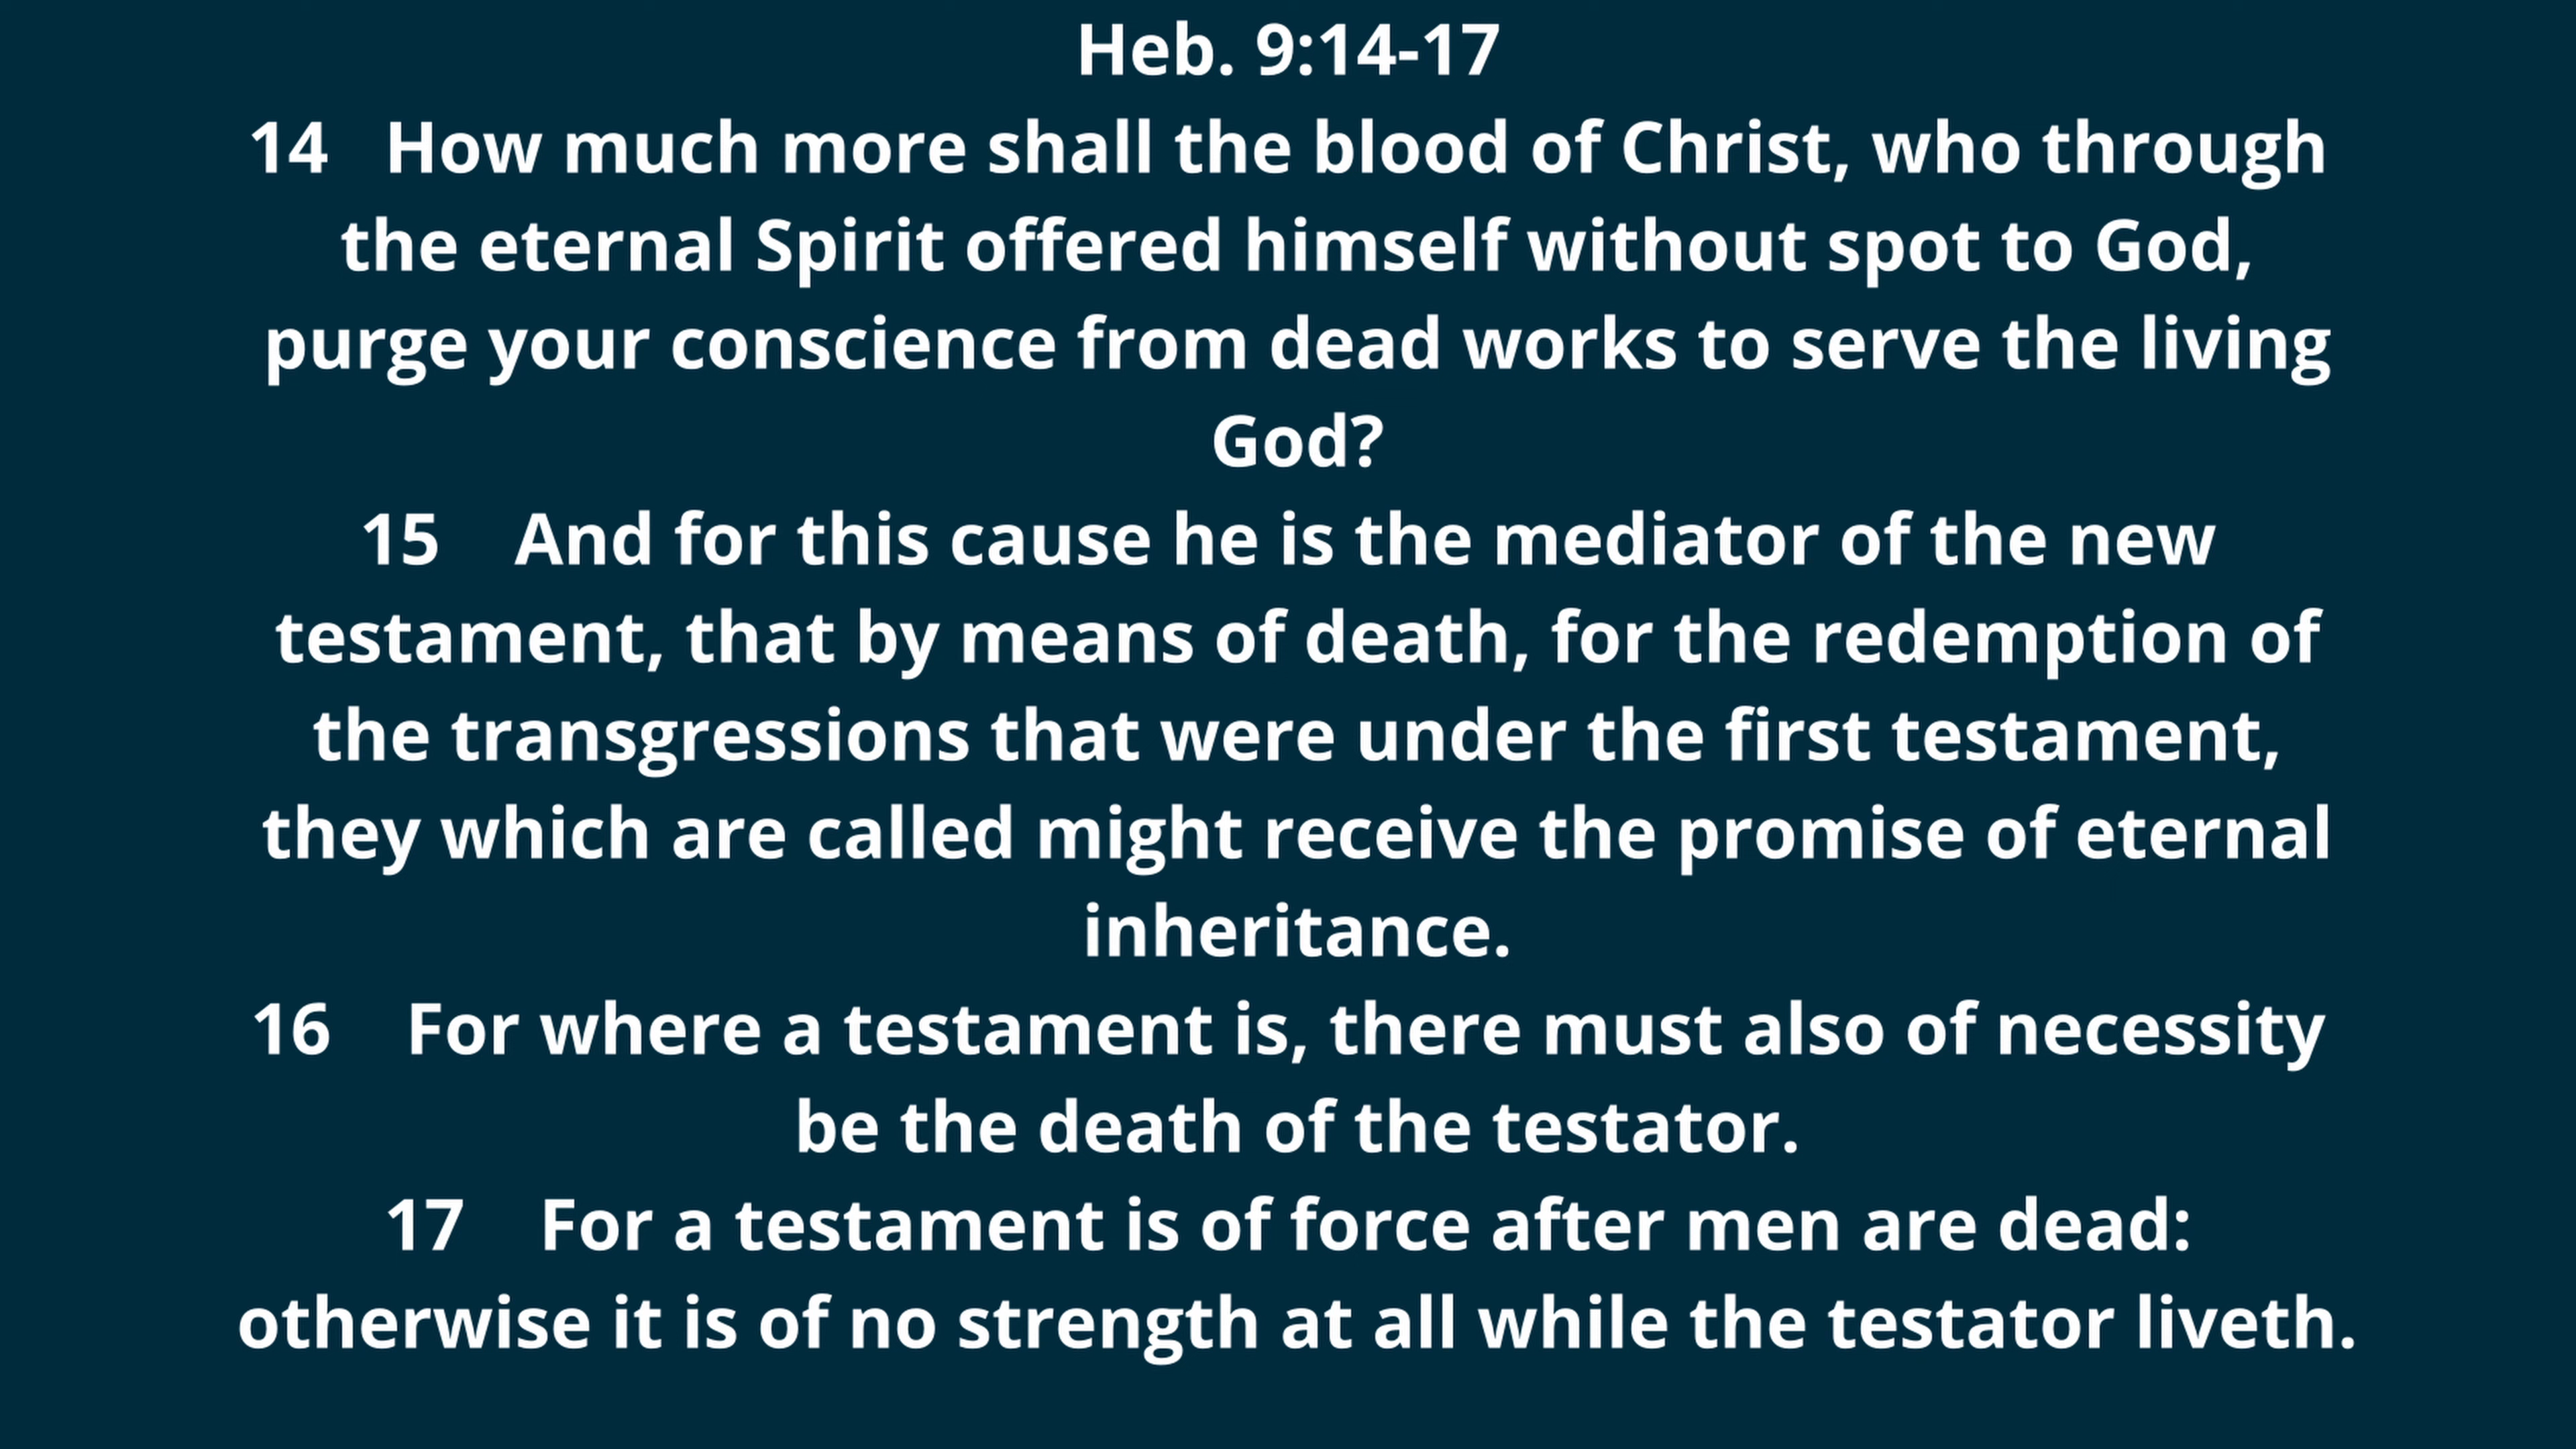 Heb. 9:14-17
14 How much more shall the blood of Christ, who through
the eternal Spirit offered himself without spot to God,
purge your conscience from dead works to serve the living
God?
15 And for this cause he is the mediator of the new
testament, that by means of death, for the redemption of
the transgressions that were under the first testament,
they which are called might receive the promise of eternal
inheritance.
16 For where a testament is, there must also of necessity
be the death of the testator.
17 For a testament is of force after men are dead:
otherwise it is of no strength at all while the testator liveth.